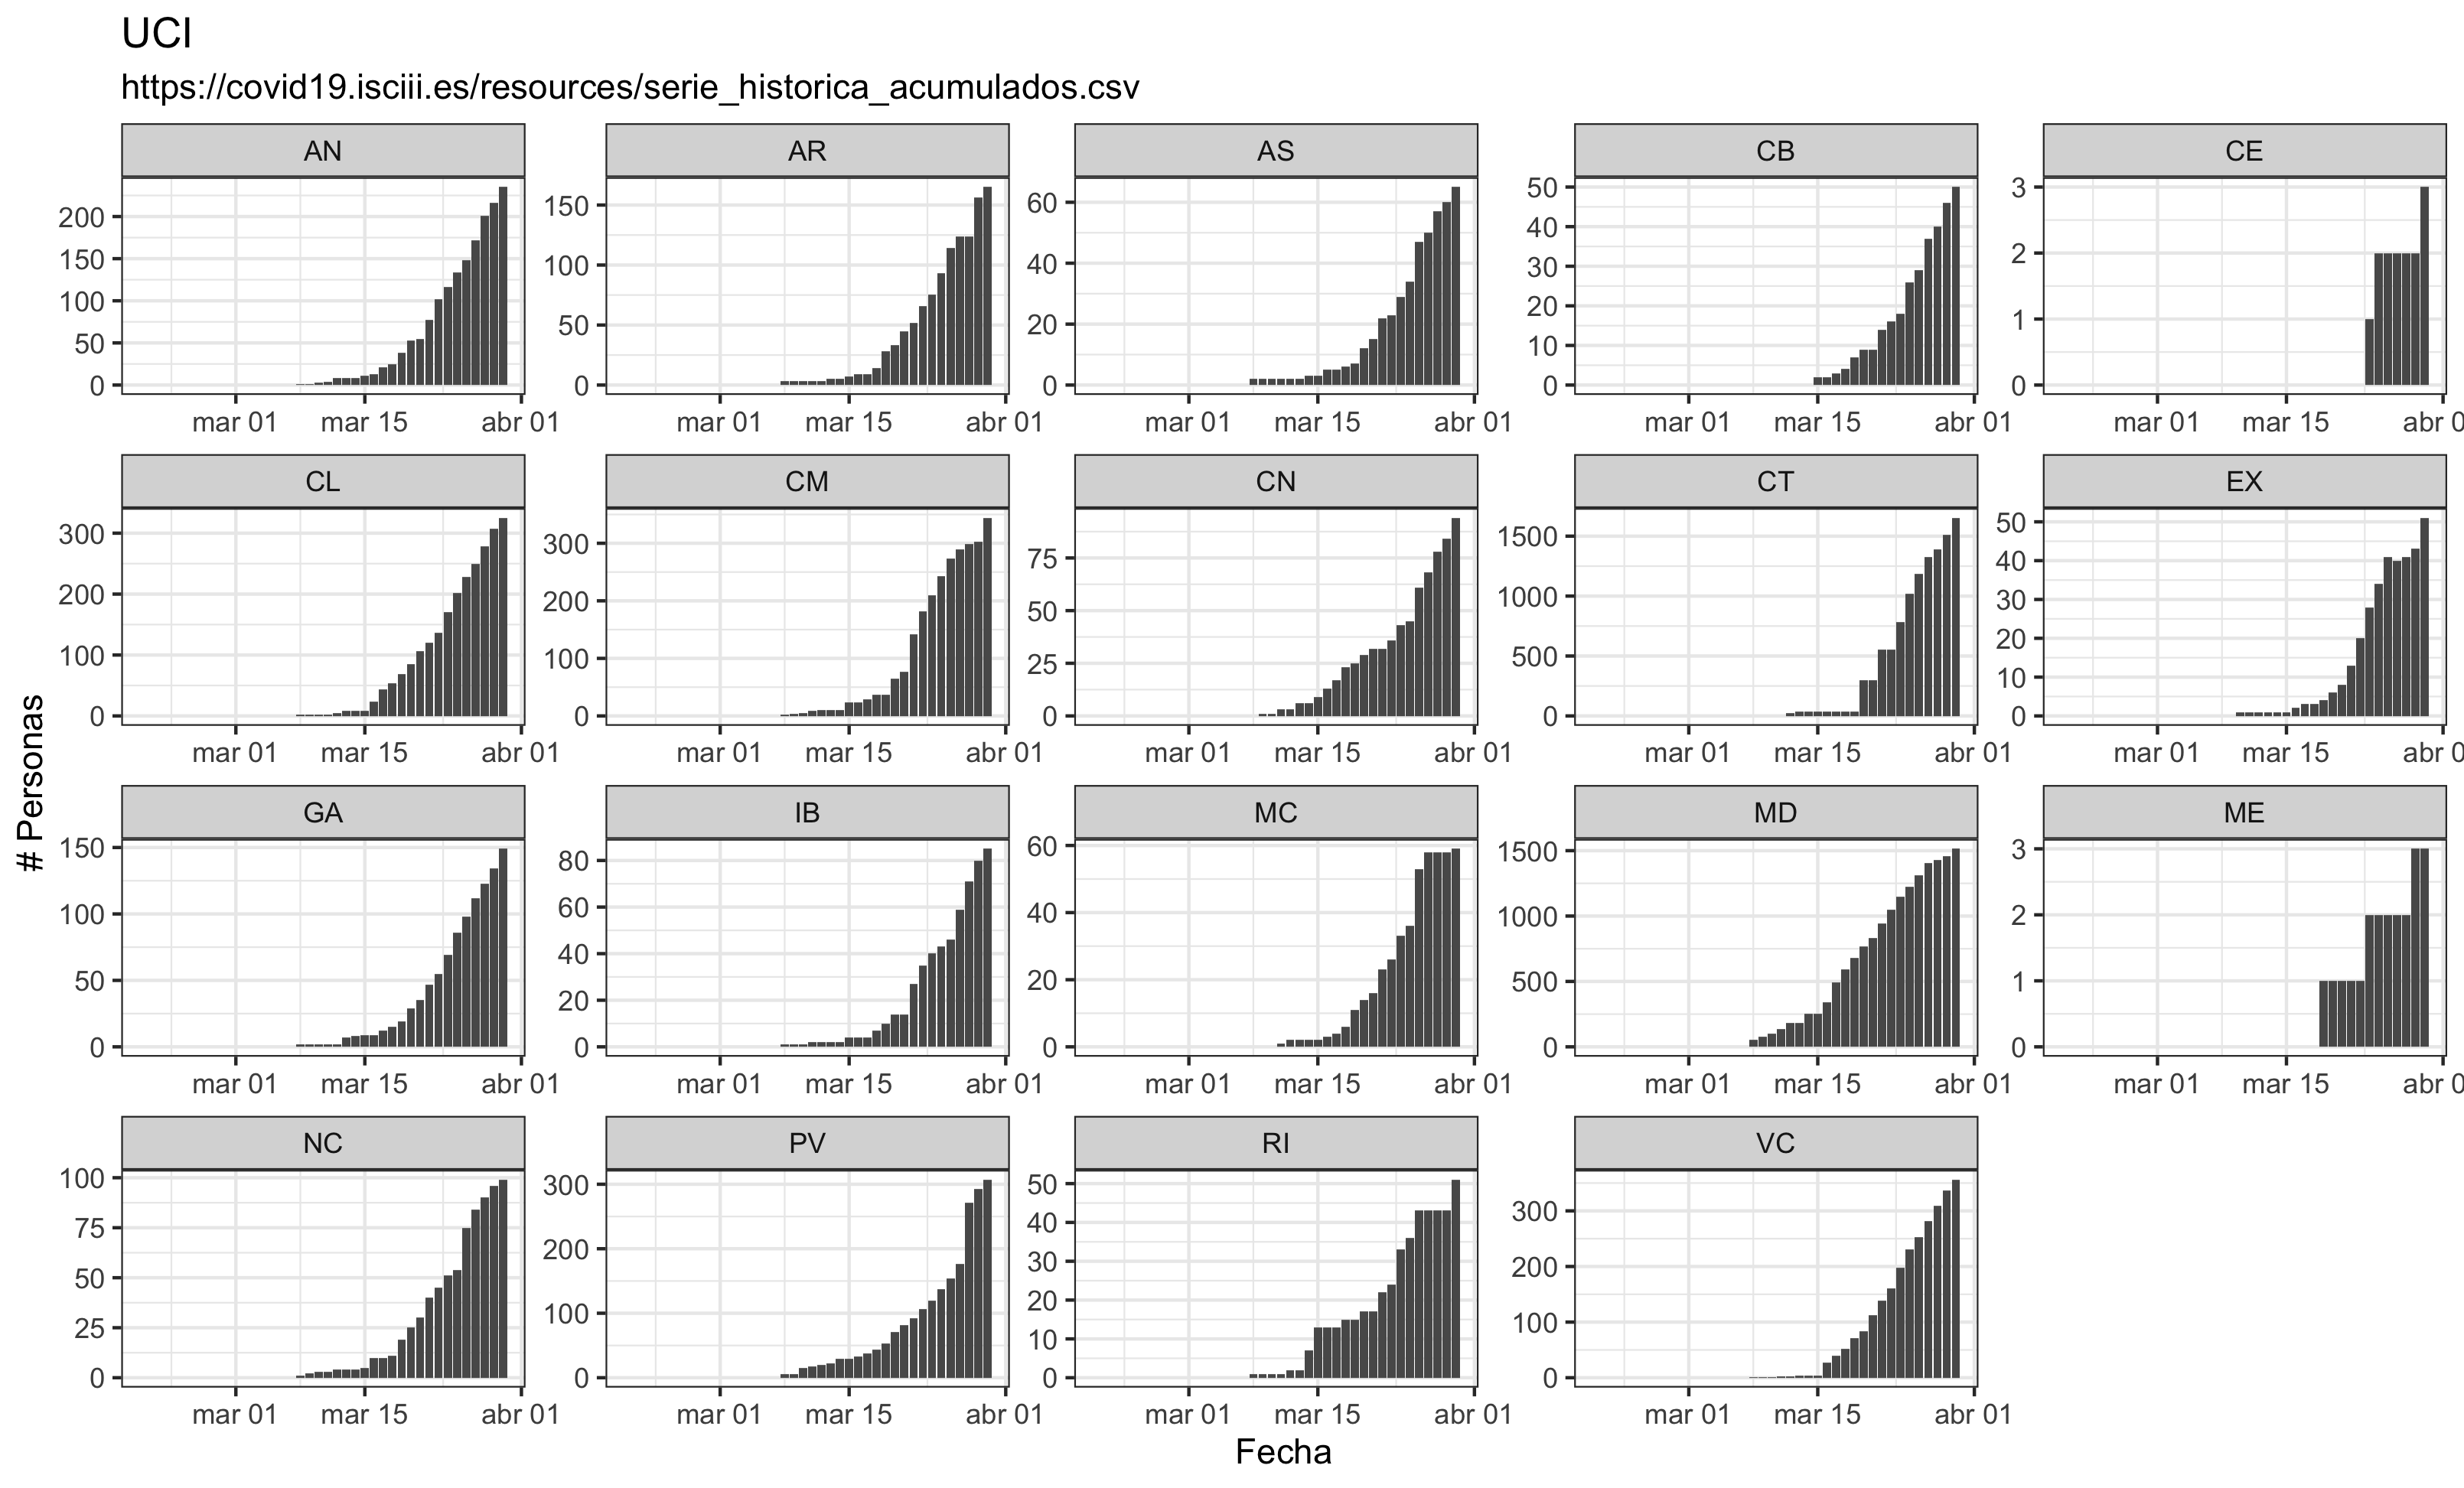 UCI
https://covid19.isciii.es/resources/serie_historica_acumulados.csv
# Personas
AN AR AS CB CE
200 150 100 50 0
150 100 50 0
60 40 20 0
50 40 30 20 10 0
3 2 1 0
mar 01 mar 15 abr 01 mar 01 mar 15 abr 01 mar 01 mar 15 abr 01 mar 01 mar 15 abr 01 mar 01 mar 15 abr 0
CL CM CN CT EX
300 200 100 0
300 200 100 0
75 50 25 0
1500 1000 500 0
50 40 30 20 10 0
mar 01 mar 15 abr 01 mar 01 mar 15 abr 01 mar 01 mar 15 abr 01 mar 01 mar 15 abr 01 mar 01 mar 15 abr 0
GA IB MC MD ME
150 100 50 0
80 60 40 20 0
60 40 20 0
1500 1000 500 0
3 2 1 0
mar 01 mar 15 abr 01 mar 01 mar 15 abr 01 mar 01 mar 15 abr 01 mar 01 mar 15 abr 01 mar 01 mar 15 abr 0
NC PV RI VC
100 75 50 25 0
300 200 100 0
50 40 30 20 10 0
300 200 100 0
mar 01 mar 15 abr 01 mar 01 mar 15 abr 01 mar 01 mar 15 abr 01 mar 01 mar 15 abr 01
Fecha